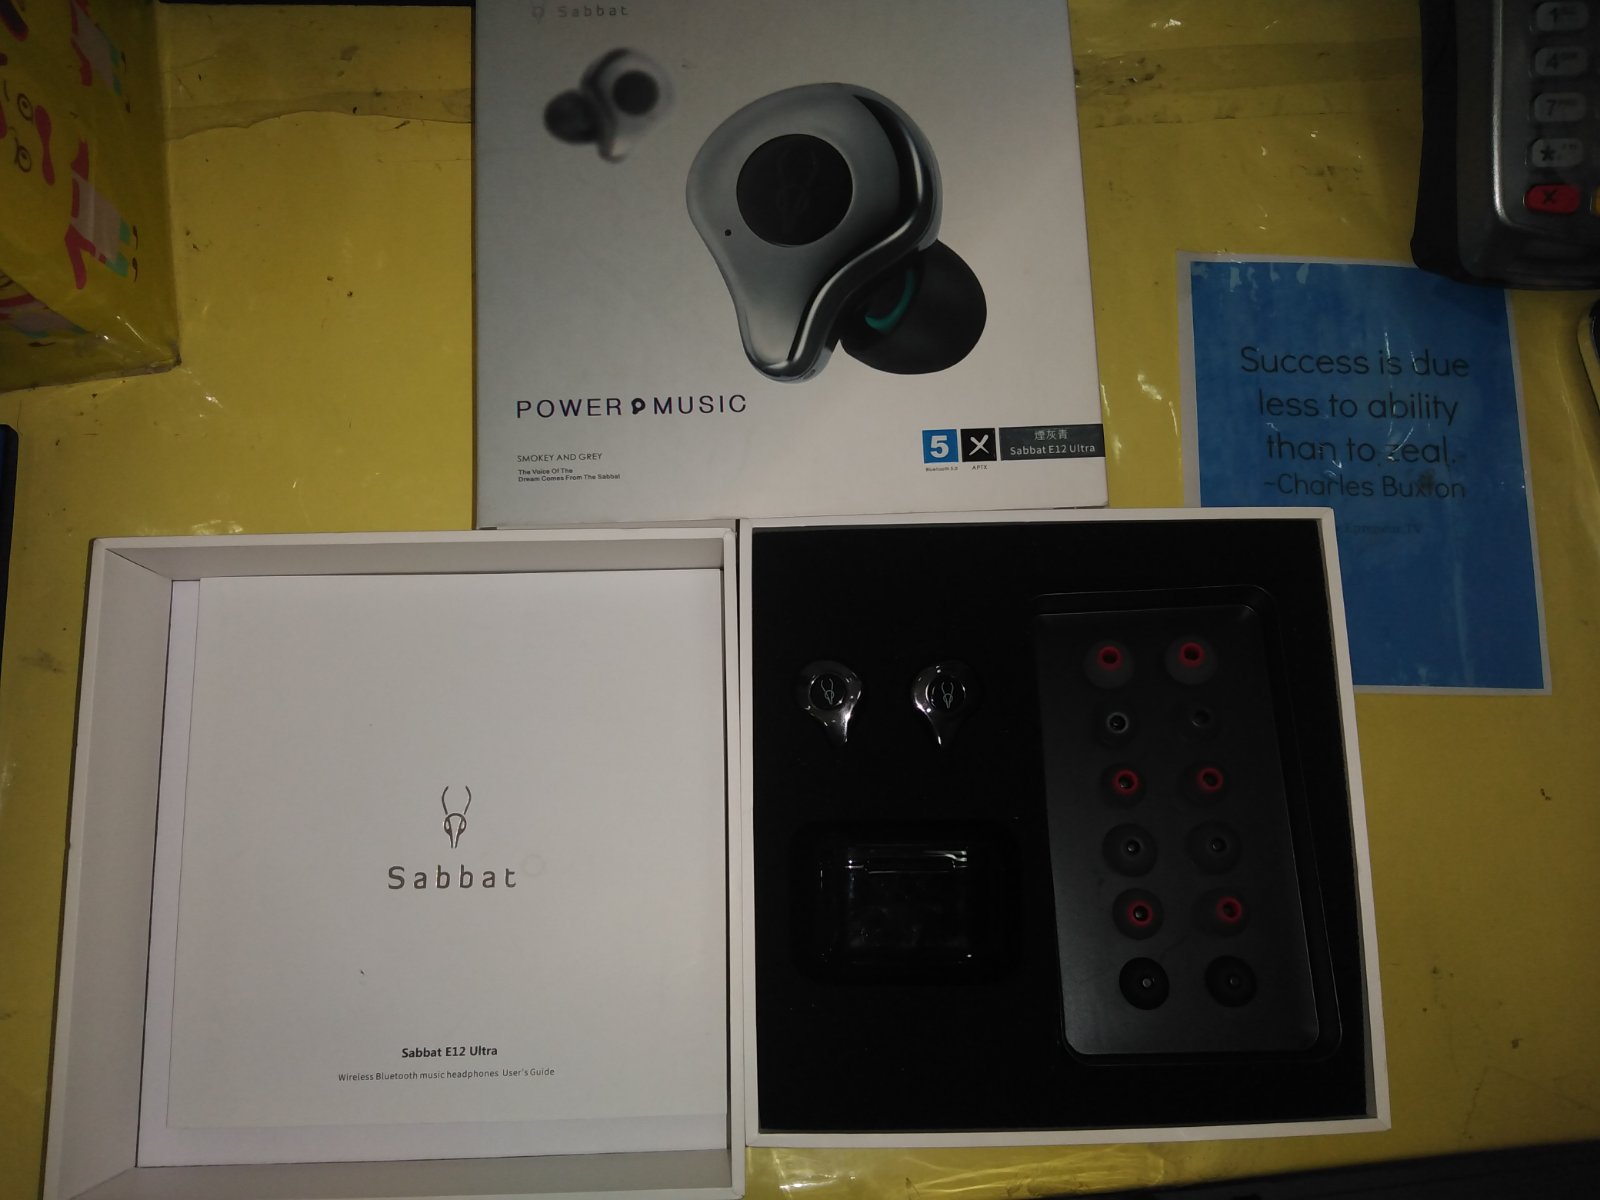 Sabbat
POWER MUSIC
SMOKEY AND GREY
The Voice Of The
Dream Comes From The Sabbat
5
Bluetooth 5.0
APTX
煙灰青
Sabbat E12 Ultra
Success is due
less to ability
than to zeal.
~Charles Buxton
Sabbat
Sabbat E12 Ultra
Wireless Bluetooth music headphones User's Guide